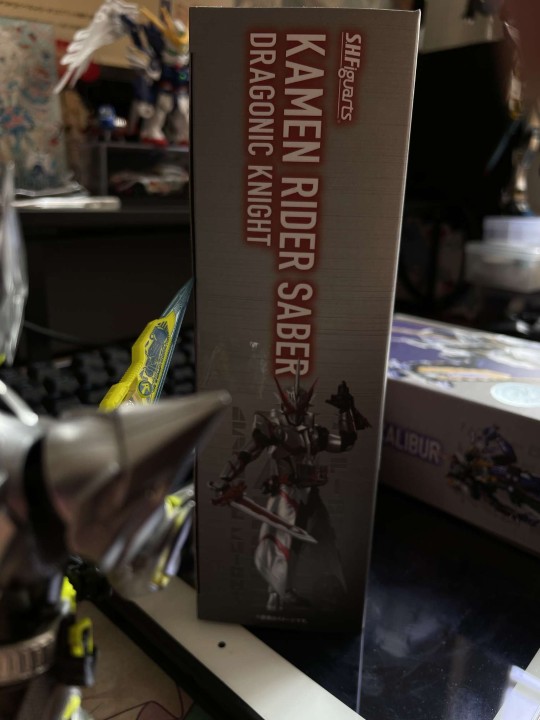 S.H.Figuarts
KAMEN RIDER SABER
DRAGONIC KNIGHT
ALIBUR